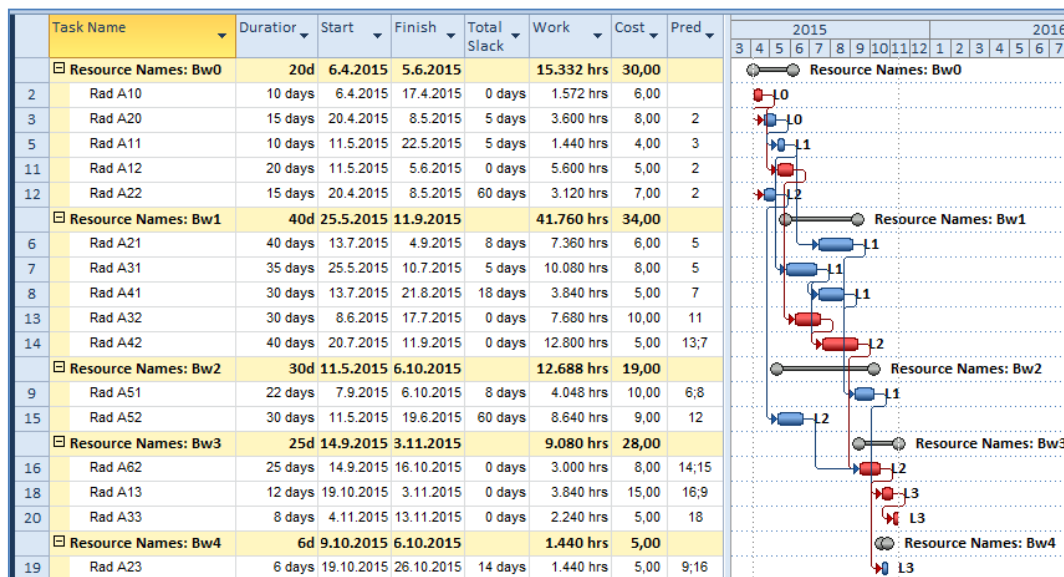 Task Name Duration Start Finish Total Slack Work Cost Pred 2015 2016
3 4 5 6 7 8 9 10 11 12 1 2 3 4 5 6 7
Resource Names: Bw0 20d 6.4.2015 5.6.2015 15.332 hrs 30,00 Resource Names: Bw0
2 Rad A10 10 days 6.4.2015 17.4.2015 0 days 1.572 hrs 6,00 L0
3 Rad A20 15 days 20.4.2015 8.5.2015 5 days 3.600 hrs 8,00 2 L0
5 Rad A11 10 days 11.5.2015 22.5.2015 5 days 1.440 hrs 4,00 3 L1
11 Rad A12 20 days 11.5.2015 5.6.2015 0 days 5.600 hrs 5,00 2
12 Rad A22 15 days 20.4.2015 8.5.2015 60 days 3.120 hrs 7,00 2 L2
Resource Names: Bw1 40d 25.5.2015 11.9.2015 41.760 hrs 34,00 Resource Names: Bw1
6 Rad A21 40 days 13.7.2015 4.9.2015 8 days 7.360 hrs 6,00 5 L1
7 Rad A31 35 days 25.5.2015 10.7.2015 5 days 10.080 hrs 8,00 5 L1
8 Rad A41 30 days 13.7.2015 21.8.2015 18 days 3.840 hrs 5,00 7 L1
13 Rad A32 30 days 8.6.2015 17.7.2015 0 days 7.680 hrs 10,00 11
14 Rad A42 40 days 20.7.2015 11.9.2015 0 days 12.800 hrs 5,00 13;7 L2
Resource Names: Bw2 30d 11.5.2015 6.10.2015 12.688 hrs 19,00 Resource Names: Bw2
9 Rad A51 22 days 7.9.2015 6.10.2015 8 days 4.048 hrs 10,00 6;8 L1
15 Rad A52 30 days 11.5.2015 19.6.2015 60 days 8.640 hrs 9,00 12 L2
Resource Names: Bw3 25d 14.9.2015 3.11.2015 9.080 hrs 28,00 Resource Names: Bw3
16 Rad A62 25 days 14.9.2015 16.10.2015 0 days 3.000 hrs 8,00 14;15 L2
18 Rad A13 12 days 19.10.2015 3.11.2015 0 days 3.840 hrs 15,00 16;9 L3
20 Rad A33 8 days 4.11.2015 13.11.2015 0 days 2.240 hrs 5,00 18 L3
Resource Names: Bw4 6d 9.10.2015 6.10.2015 1.440 hrs 5,00 Resource Names: Bw4
19 Rad A23 6 days 19.10.2015 26.10.2015 14 days 1.440 hrs 5,00 9;16 L3